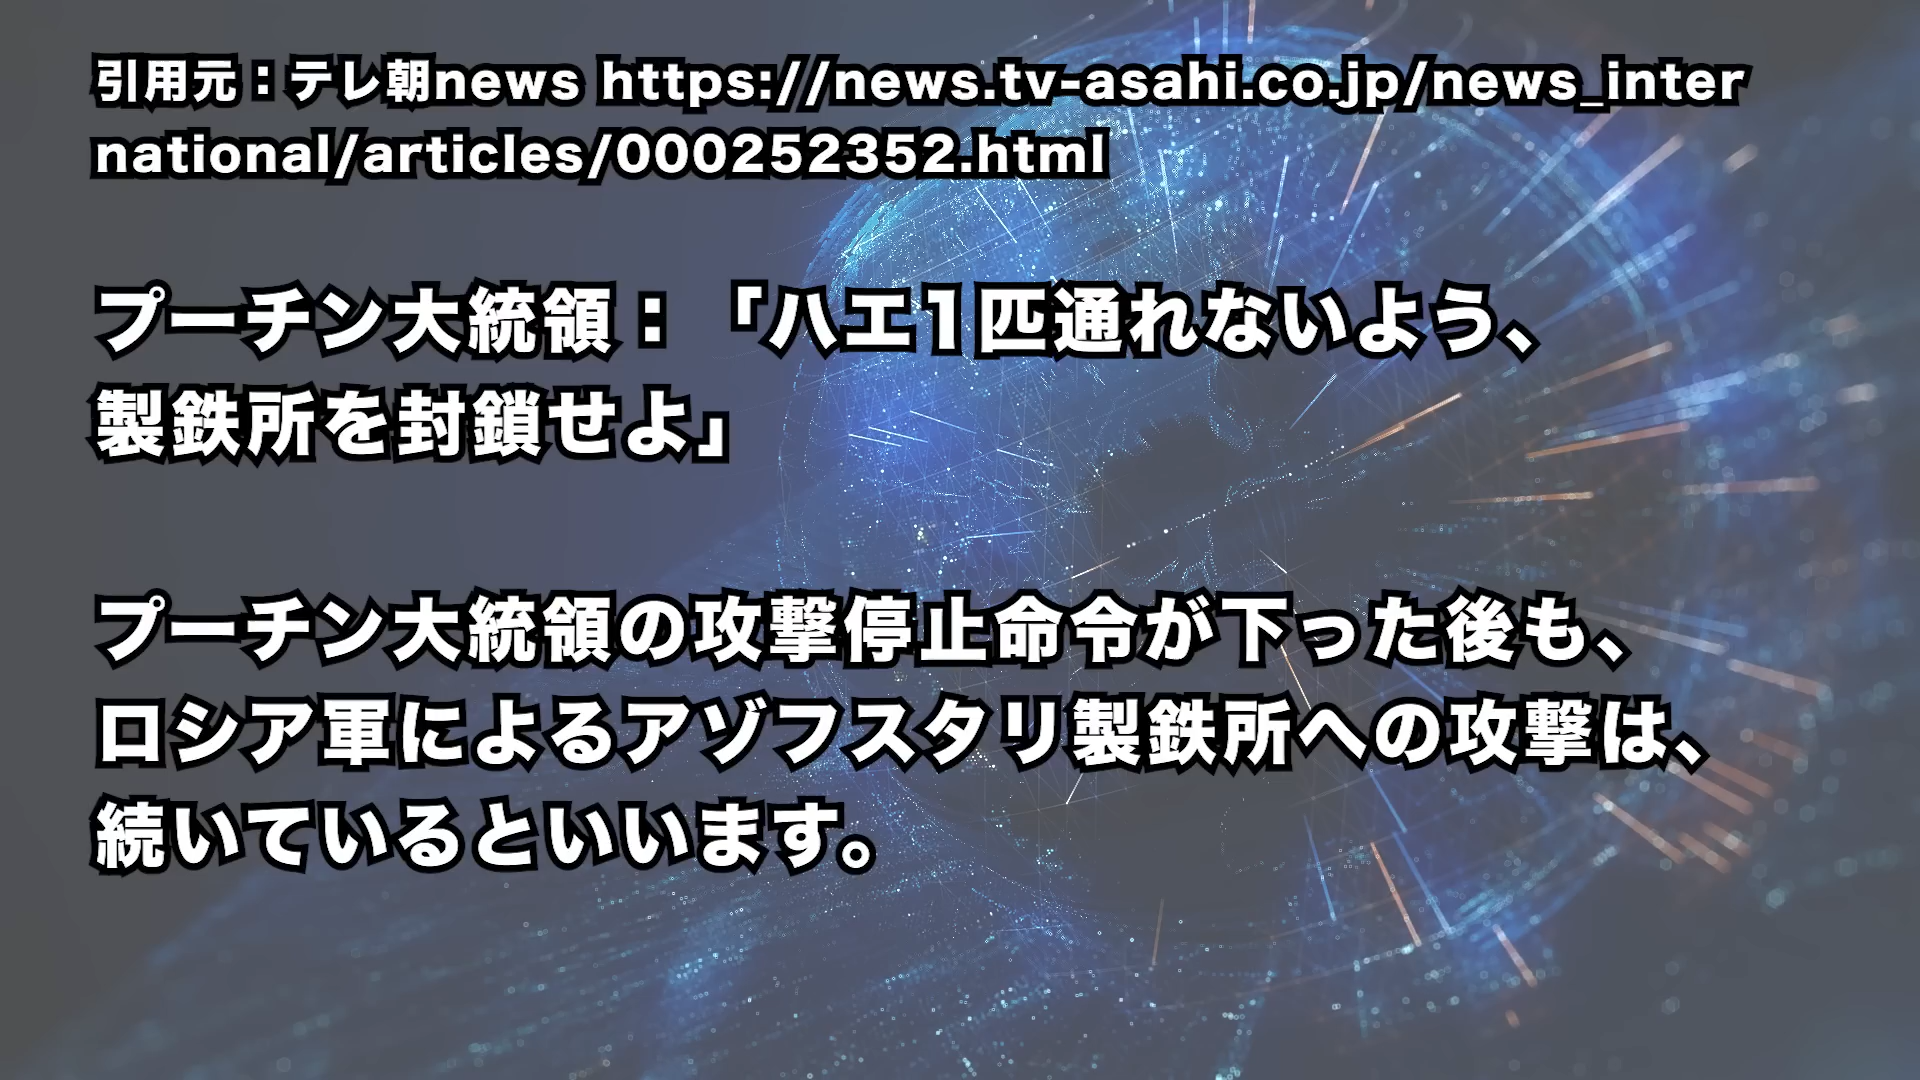 引用元：テレ朝news https://news.tv-asahi.co.jp/news_inter
national/articles/000252352.html
プーチン大統領：「ハエ1匹通れないよう、
製鉄所を封鎖せよ」
プーチン大統領の攻撃停止命令が下った後も、
ロシア軍によるアゾフスタリ製鉄所への攻撃は、
続いているといいます。